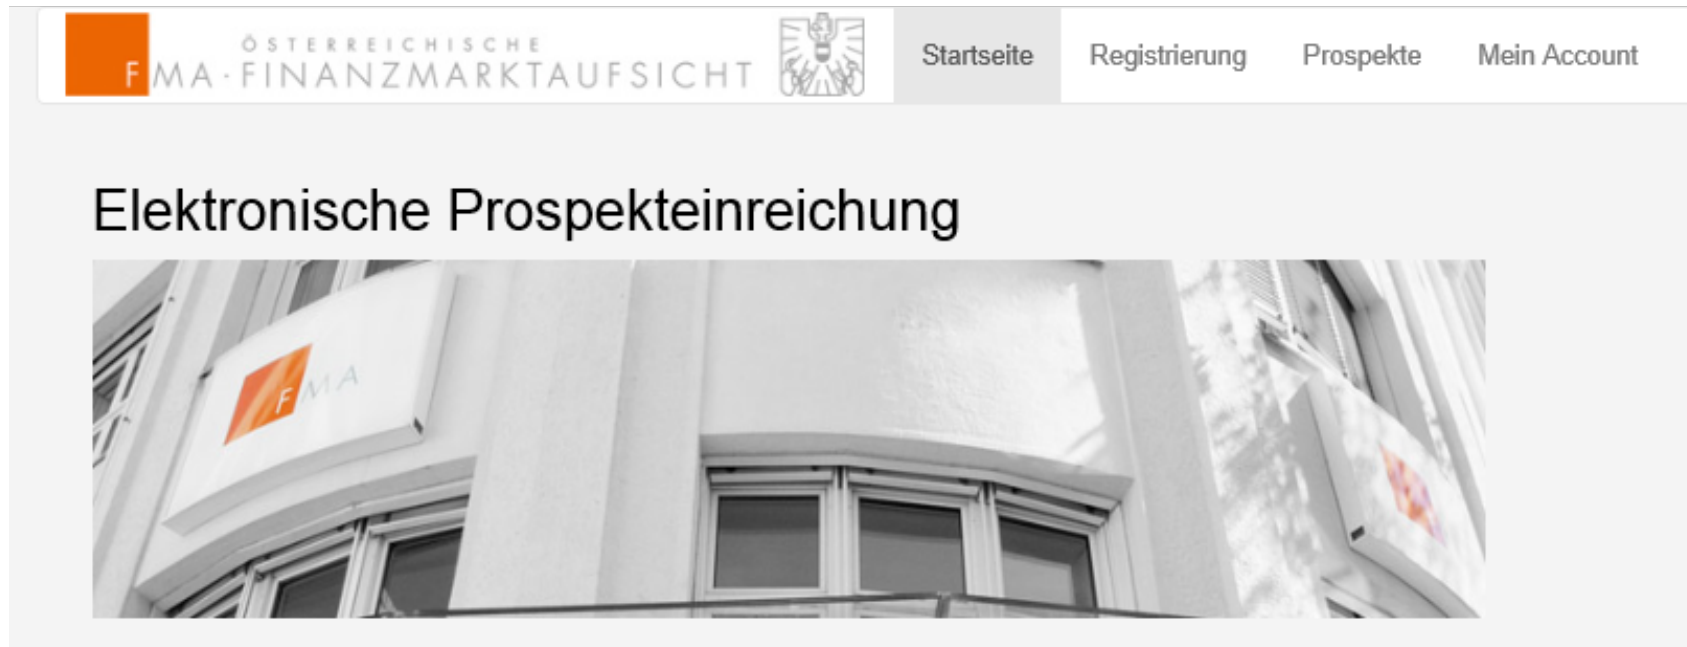 ÖSTERREICHISCHE
FMA·FINANZMARKTAUFSICHT
Startseite Registrierung Prospekte Mein Account
Elektronische Prospekteinreichung
FMA